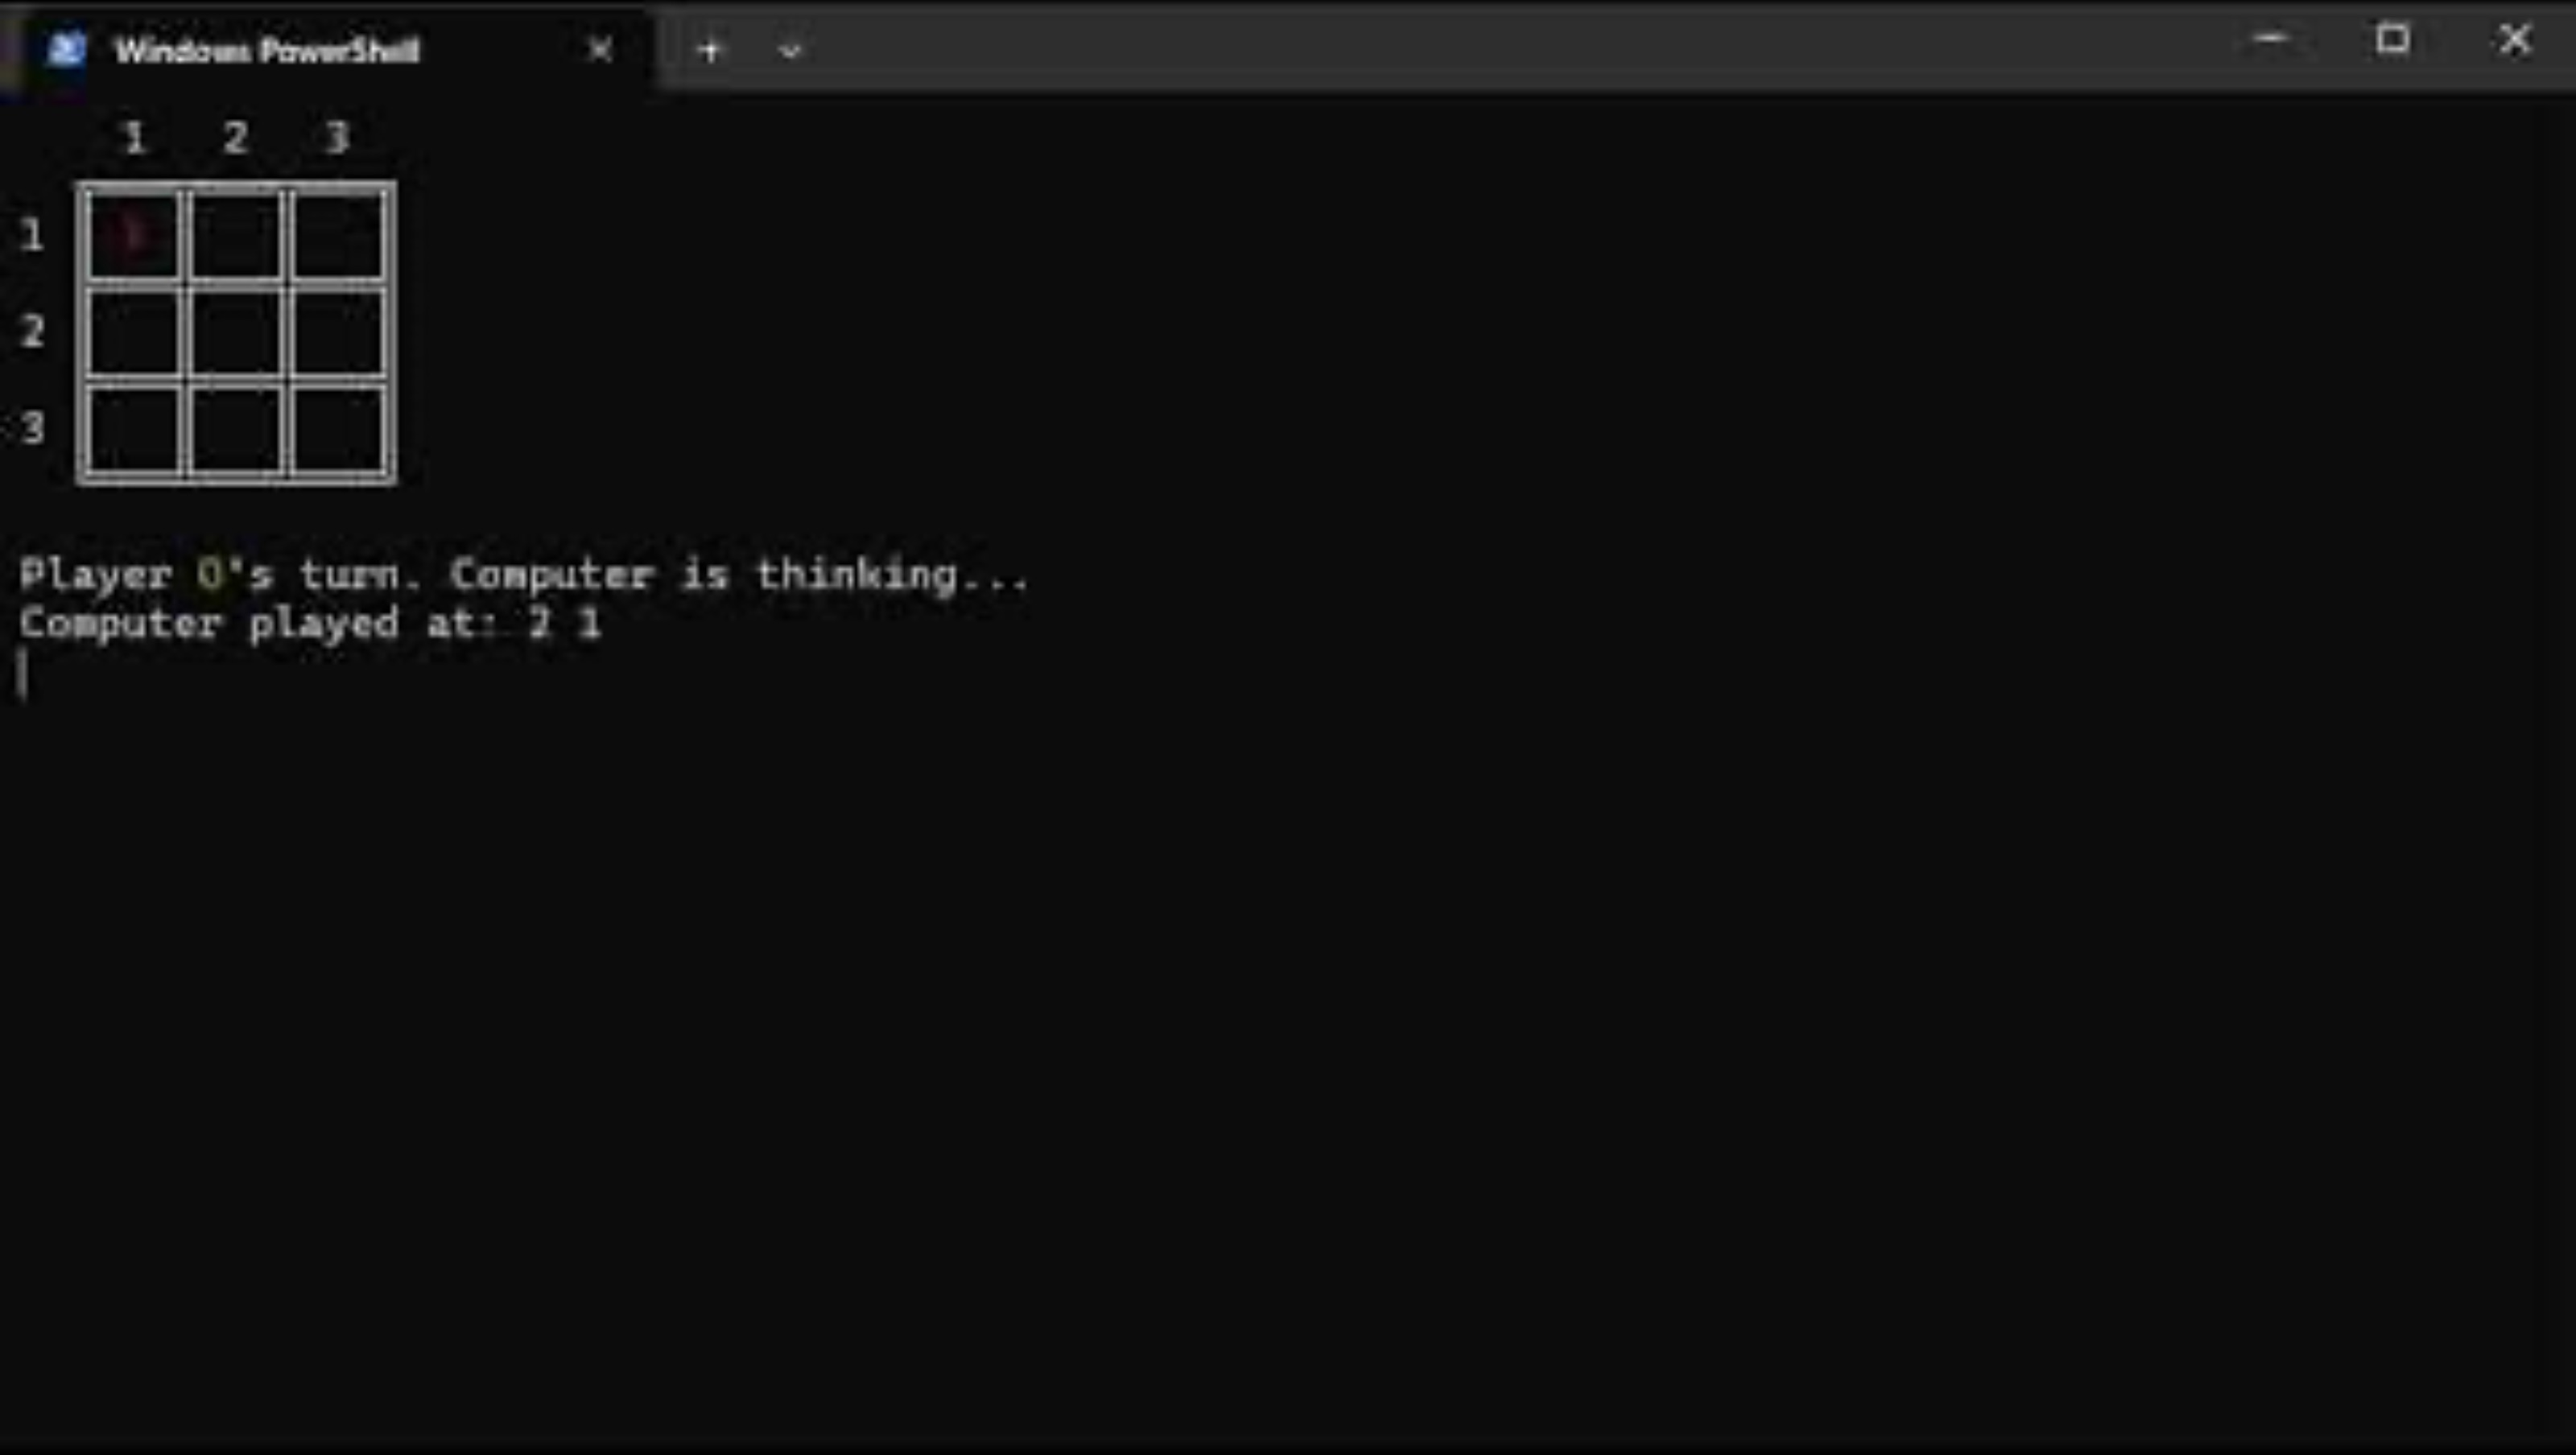 Windows PowerShell
1 2 3
1
2
3
Player O's turn. Computer is thinking...
Computer played at: 2 1